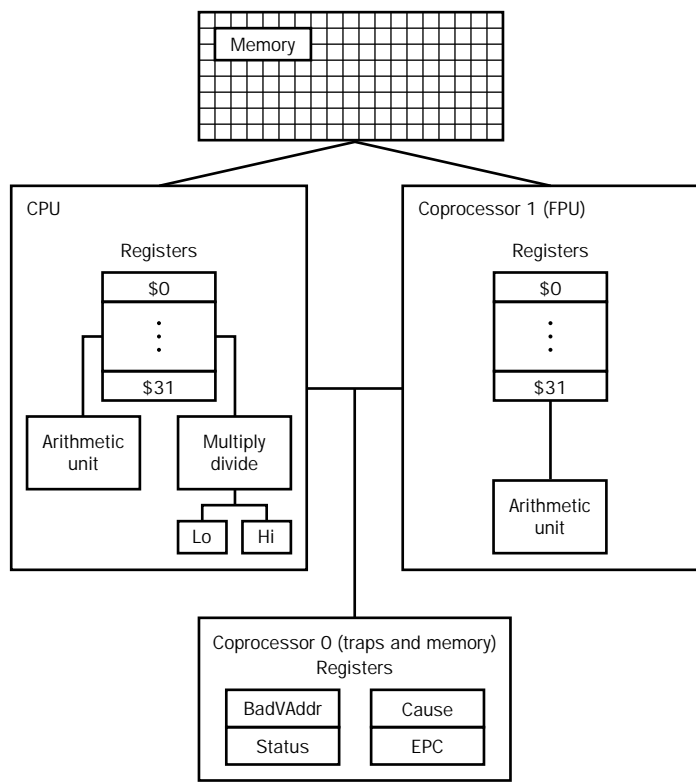 Memory
CPU
Registers
$0
$31
Arithmetic
unit
Multiply
divide
Lo
Hi
Coprocessor 1 (FPU)
Registers
$0
$31
Arithmetic
unit
Coprocessor 0 (traps and memory)
Registers
BadVAddr
Cause
Status
EPC